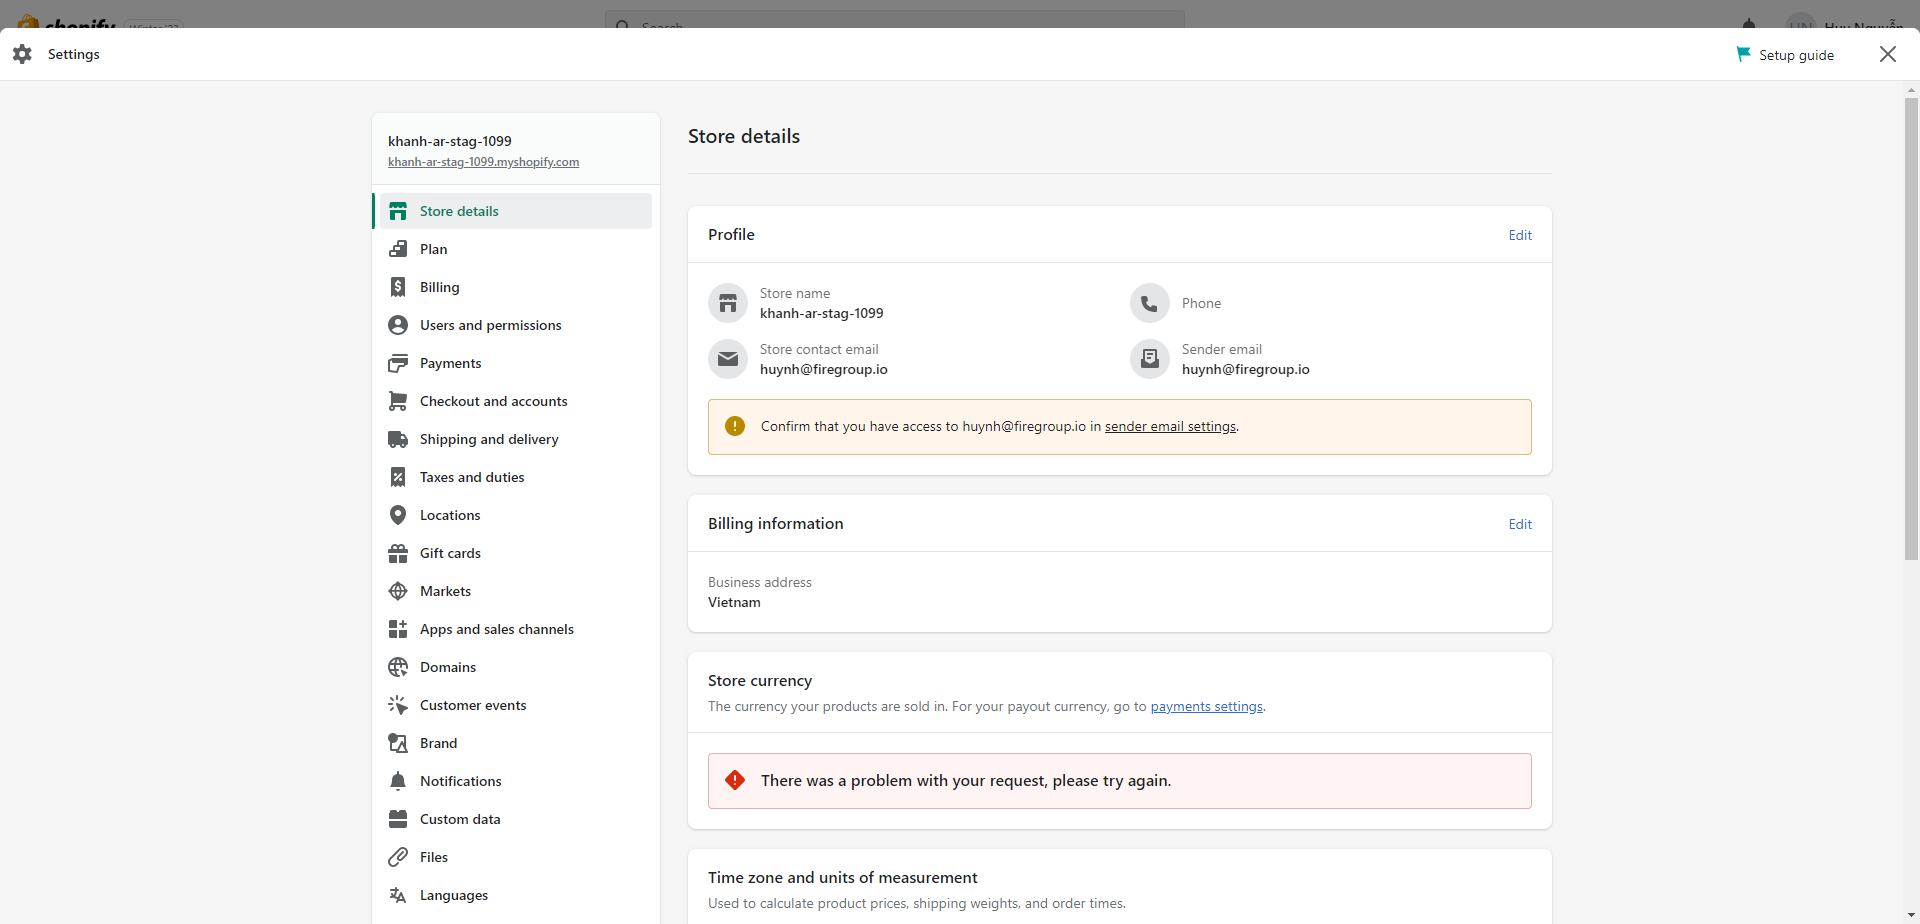 shopify
Search
Huy Nguyễn
Settings
Setup guide
khanh-ar-stag-1099
khanh-ar-stag-1099.myshopify.com
Store details
Plan
Billing
Users and permissions
Payments
Checkout and accounts
Shipping and delivery
Taxes and duties
Locations
Gift cards
Markets
Apps and sales channels
Domains
Customer events
Brand
Notifications
Custom data
Files
Languages
Store details
Profile
Edit
Store name
khanh-ar-stag-1099
Phone
Store contact email
huynh@firegroup.io
Sender email
huynh@firegroup.io
Confirm that you have access to huynh@firegroup.io in sender email settings.
Billing information
Edit
Business address
Vietnam
Store currency
The currency your products are sold in. For your payout currency, go to payments settings.
There was a problem with your request, please try again.
Time zone and units of measurement
Used to calculate product prices, shipping weights, and order times.